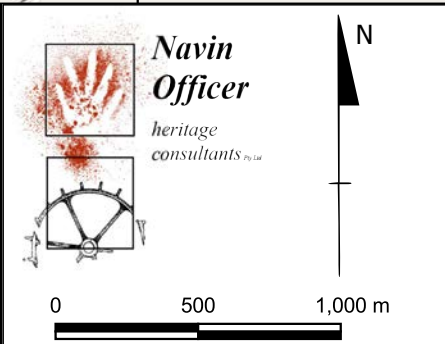 Navin
Officer
heritage
consultants Pty Ltd
N
0 500 1,000 m